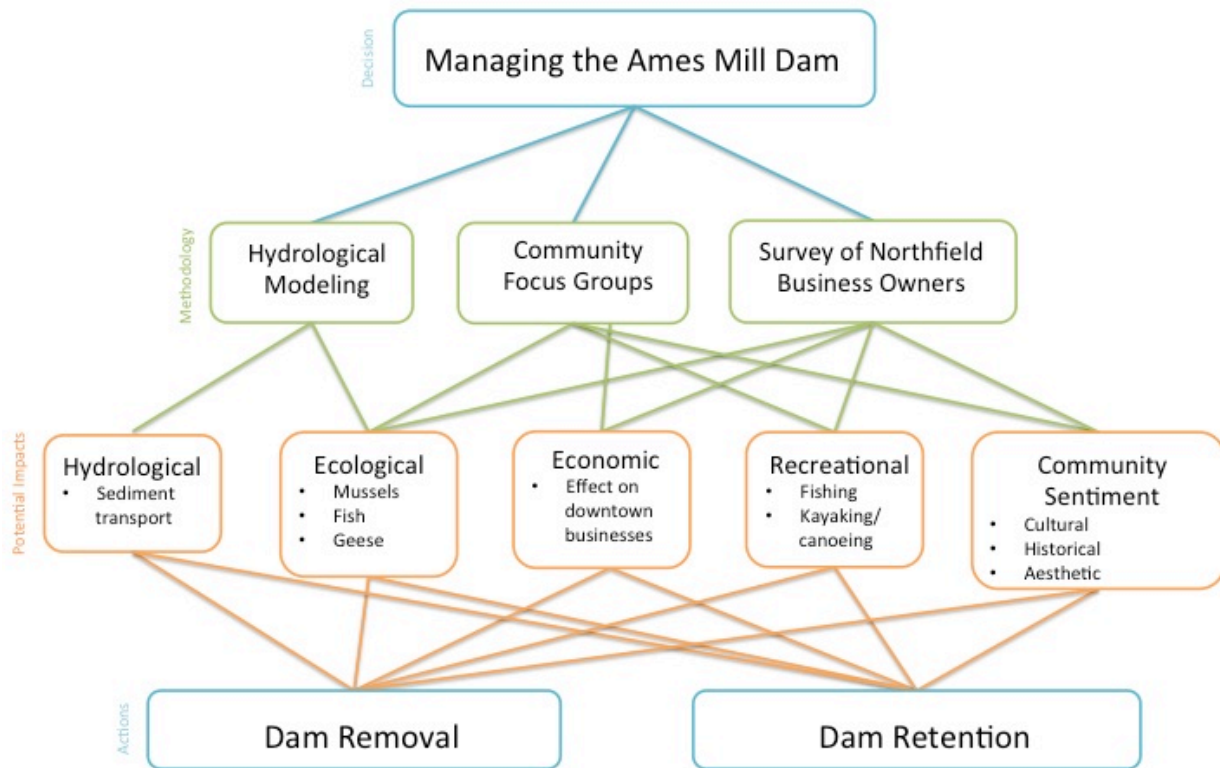 Decision
Managing the Ames Mill Dam
Methodology
Hydrological
Modeling
Community
Focus Groups
Survey of Northfield
Business Owners
Potential Impacts
Hydrological
• Sediment
transport
Ecological
• Mussels
• Fish
• Geese
Economic
• Effect on
downtown
businesses
Recreational
• Fishing
• Kayaking/
canoeing
Community
Sentiment
• Cultural
• Historical
• Aesthetic
Actions
Dam Removal
Dam Retention